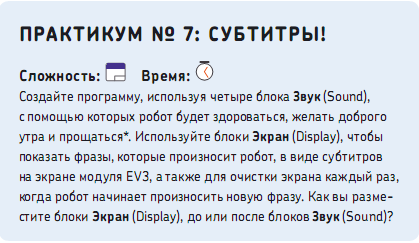 ПРАКТИКУМ № 7: СУБТИТРЫ!
Сложность: Время:
Создайте программу, используя четыре блока Звук (Sound),
с помощью которых робот будет здороваться, желать доброго
утра и прощаться*. Используйте блоки Экран (Display), чтобы
показать фразы, которые произносит робот, в виде субтитров
на экране модуля EV3, а также для очистки экрана каждый раз,
когда робот начинает произносить новую фразу. Как вы разме-
стите блоки Экран (Display), до или после блоков Звук (Sound)?